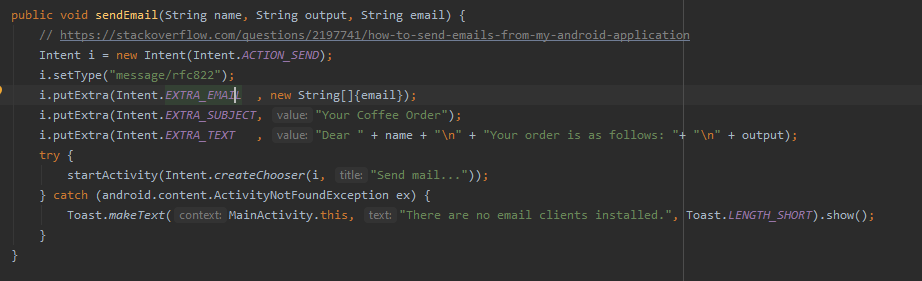 public void sendEmail(String name, String output, String email) {
// https://stackoverflow.com/questions/2197741/how-to-send-emails-from-my-android-application
Intent i = new Intent(Intent.ACTION_SEND);
i.setType("message/rfc822");
i.putExtra(Intent.EXTRA_EMAIL  , new String[]{email});
i.putExtra(Intent.EXTRA_SUBJECT, value: "Your Coffee Order");
i.putExtra(Intent.EXTRA_TEXT   , value: "Dear " + name + "\n" + "Your order is as follows: "+ "\n" + output);
try {
startActivity(Intent.createChooser(i, title: "Send mail..."));
} catch (android.content.ActivityNotFoundException ex) {
Toast.makeText( context: MainActivity.this, text: "There are no email clients installed.", Toast.LENGTH_SHORT).show();
}
}